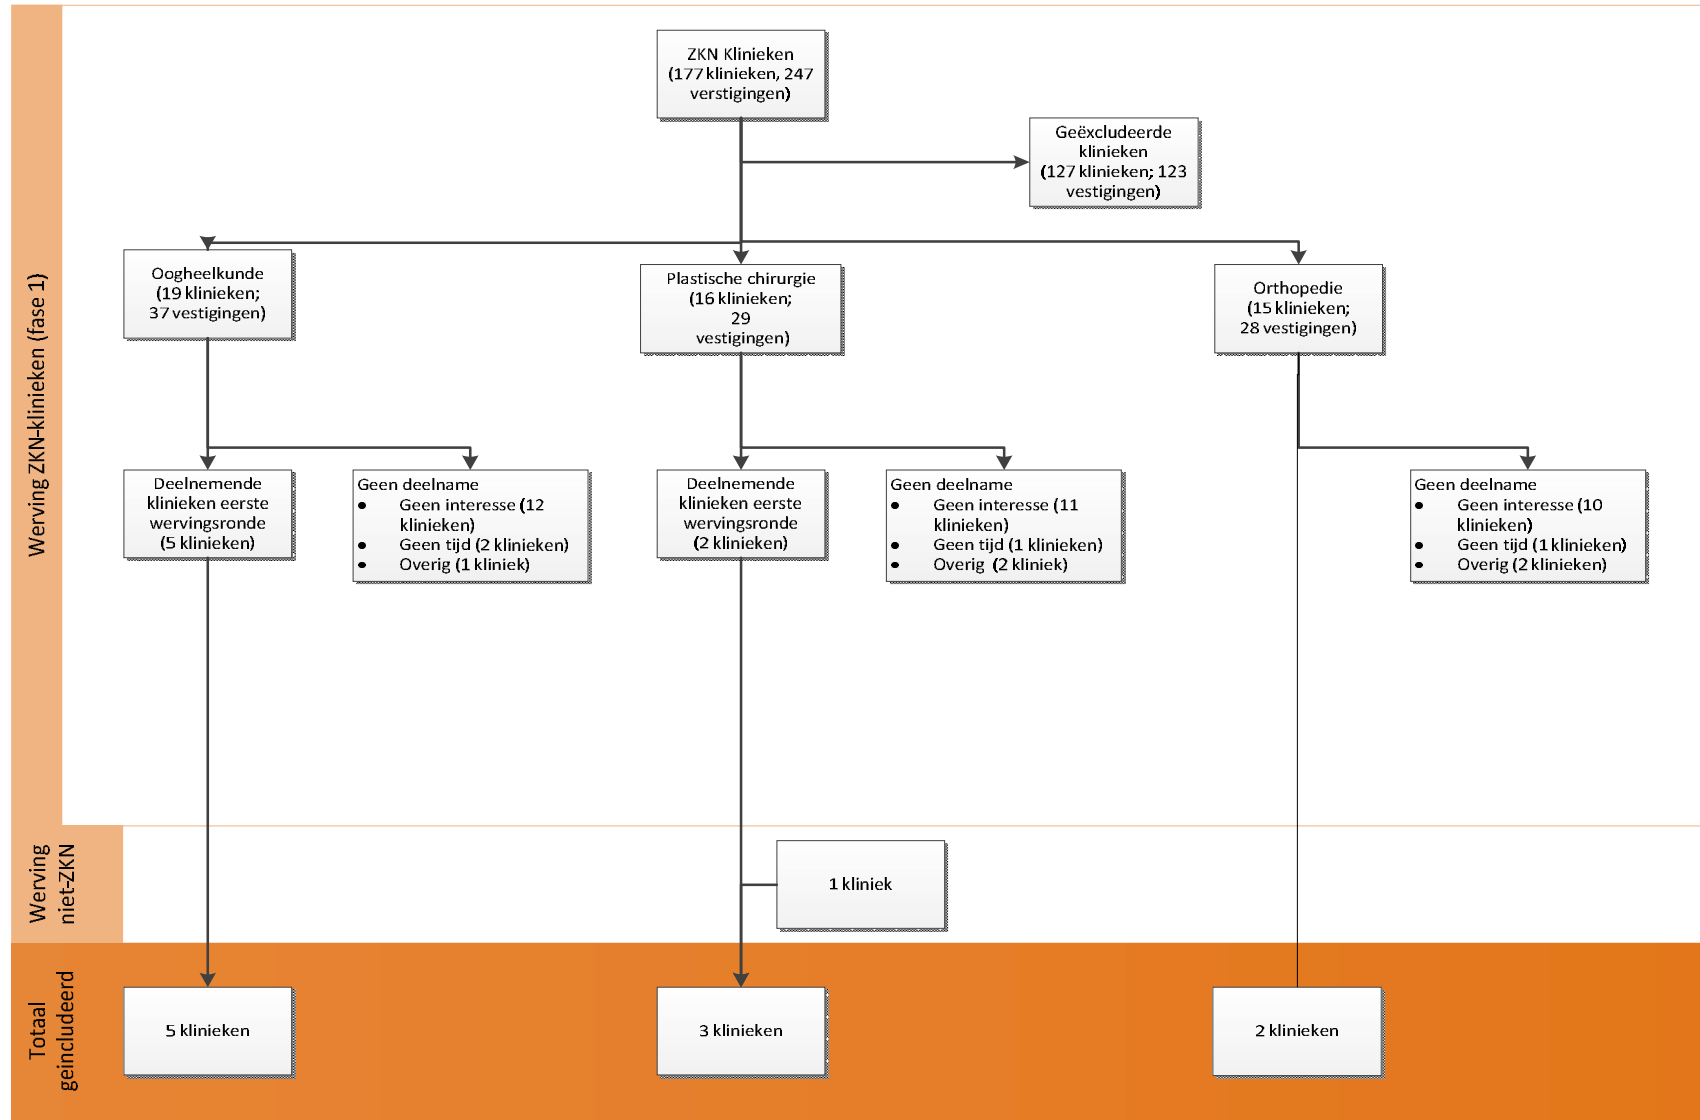 ZKN Klinieken
(177 klinieken, 247
verstigingen)
Geëxcludeerde
klinieken
(127 klinieken; 123
vestigingen)
Werving ZKN-klinieken (fase 1)
Oogheelkunde
(19 klinieken;
37 vestigingen)
Plastische chirurgie
(16 klinieken;
29
vestigingen)
Orthopedie
(15 klinieken;
28 vestigingen)
Deelnemende
klinieken eerste
wervingsronde
(5 klinieken)
Geen deelname
• Geen interesse (12
klinieken)
• Geen tijd (2 klinieken)
• Overig (1 kliniek)
Deelnemende
klinieken eerste
wervingsronde
(2 klinieken)
Geen deelname
• Geen interesse (11
klinieken)
• Geen tijd (1 klinieken)
• Overig (2 kliniek)
Geen deelname
• Geen interesse (10
klinieken)
• Geen tijd (1 klinieken)
• Overig (2 klinieken)
Werving
niet-ZKN
1 kliniek
Totaal
geincludeerd
5 klinieken
3 klinieken
2 klinieken